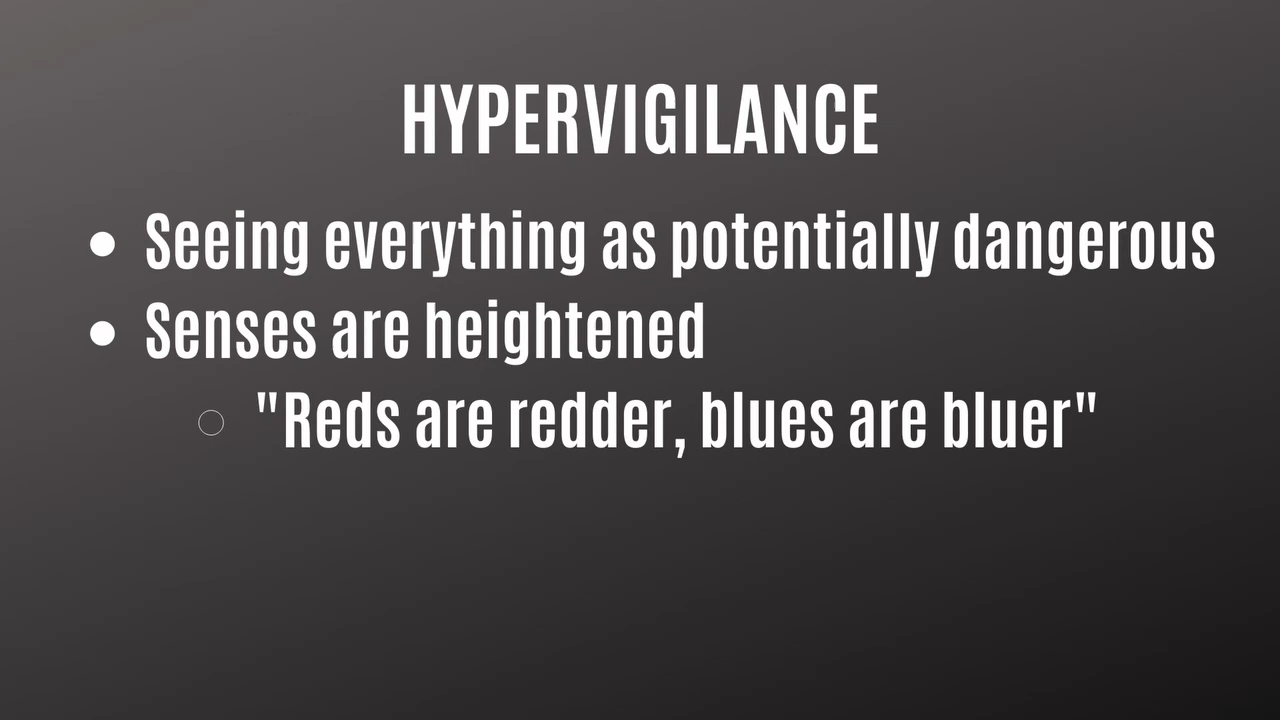 HYPERVIGILANCE
• Seeing everything as potentially dangerous
• Senses are heightened
○ "Reds are redder, blues are bluer"